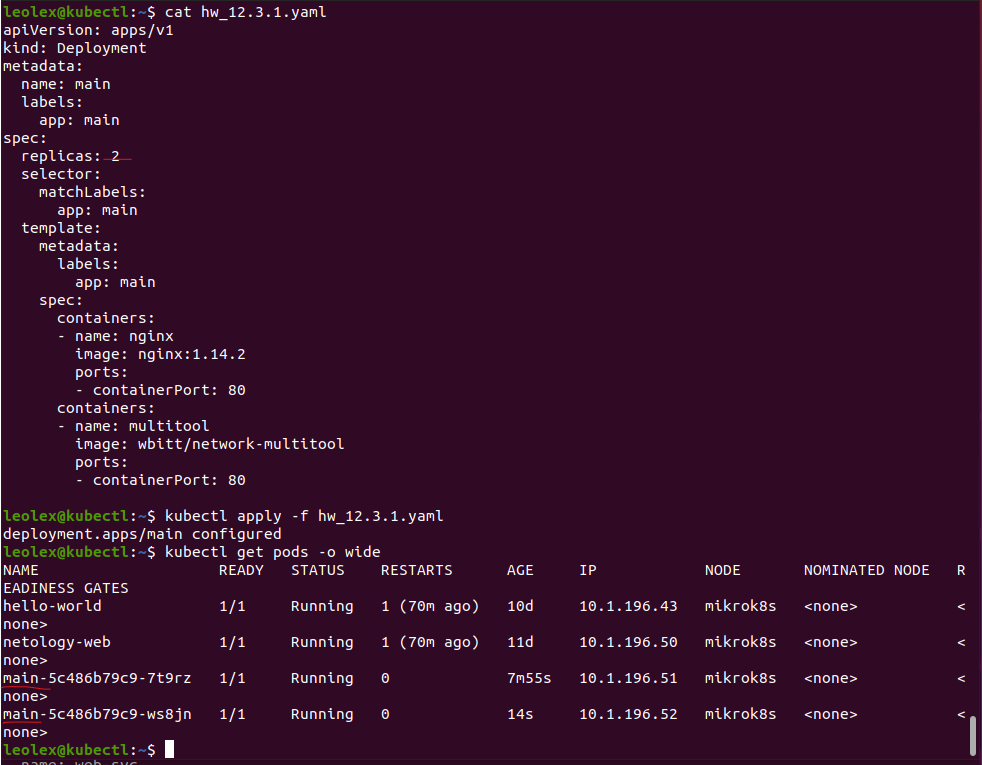 leolex@kubectl:~$ cat hw_12.3.1.yaml
apiVersion: apps/v1
kind: Deployment
metadata:
  name: main
  labels:
    app: main
spec:
  replicas: 2
  selector:
    matchLabels:
      app: main
  template:
    metadata:
      labels:
        app: main
    spec:
      containers:
      - name: nginx
        image: nginx:1.14.2
        ports:
        - containerPort: 80
      containers:
      - name: multitool
        image: wbitt/network-multitool
        ports:
        - containerPort: 80

leolex@kubectl:~$ kubectl apply -f hw_12.3.1.yaml
deployment.apps/main configured
leolex@kubectl:~$ kubectl get pods -o wide
NAME                    READY   STATUS    RESTARTS      AGE     IP            NODE       NOMINATED NODE   R
EADINESS GATES
hello-world             1/1     Running   1 (70m ago)   10d     10.1.196.43   mikrok8s   <none>           <
none>
netology-web            1/1     Running   1 (70m ago)   11d     10.1.196.50   mikrok8s   <none>           <
none>
main-5c486b79c9-7t9rz   1/1     Running   0             7m55s   10.1.196.51   mikrok8s   <none>           <
none>
main-5c486b79c9-ws8jn   1/1     Running   0             14s     10.1.196.52   mikrok8s   <none>           <
none>
leolex@kubectl:~$
- name: web-svc